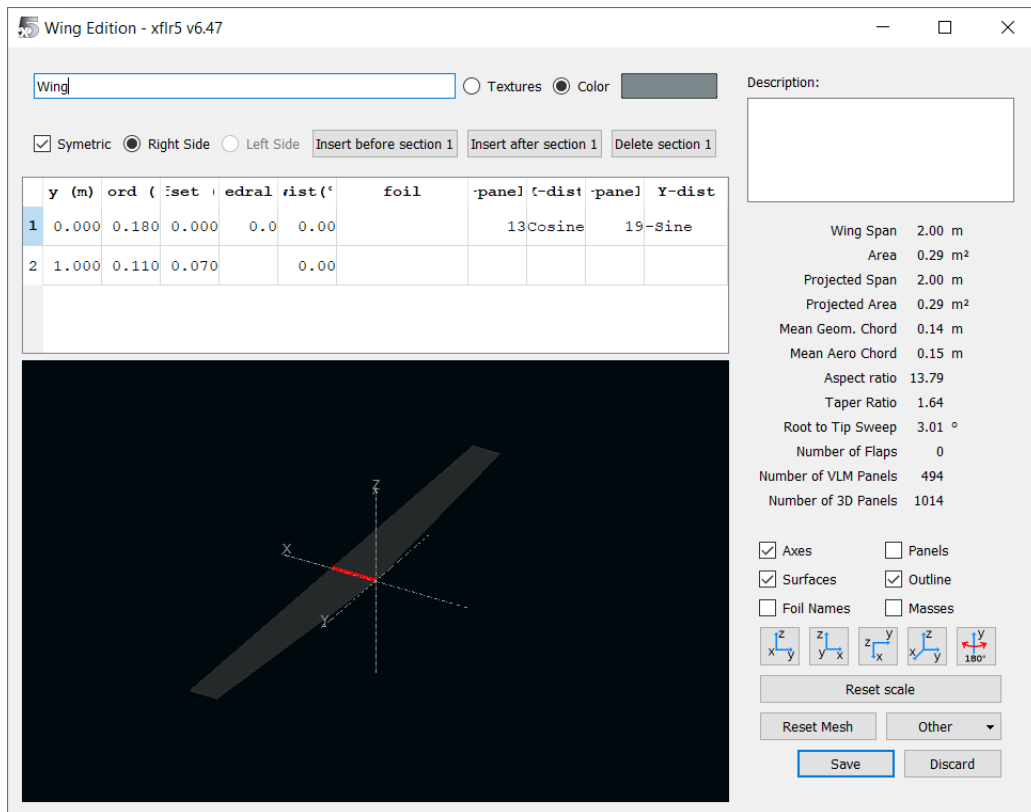 Wing Edition - xflr5 v6.47
Wing
Textures
Color
Description:
Symetric
Right Side
Left Side
Insert before section 1
Insert after section 1
Delete section 1
y (m) ord ( fset ( edral wist(° foil -panel X-dist -panel Y-dist
1 0.000 0.180 0.000 0.0 0.00 13 Cosine 19 -Sine
2 1.000 0.110 0.070 0.00
Wing Span 2.00 m
Area 0.29 m²
Projected Span 2.00 m
Projected Area 0.29 m²
Mean Geom. Chord 0.14 m
Mean Aero Chord 0.15 m
Aspect ratio 13.79
Taper Ratio 1.64
Root to Tip Sweep 3.01 º
Number of Flaps 0
Number of VLM Panels 494
Number of 3D Panels 1014
Z
X
Y
Axes
Panels
Surfaces
Outline
Foil Names
Masses
z x y
z y x
z y x
z x y
y 180°
Reset scale
Reset Mesh
Other
Save
Discard